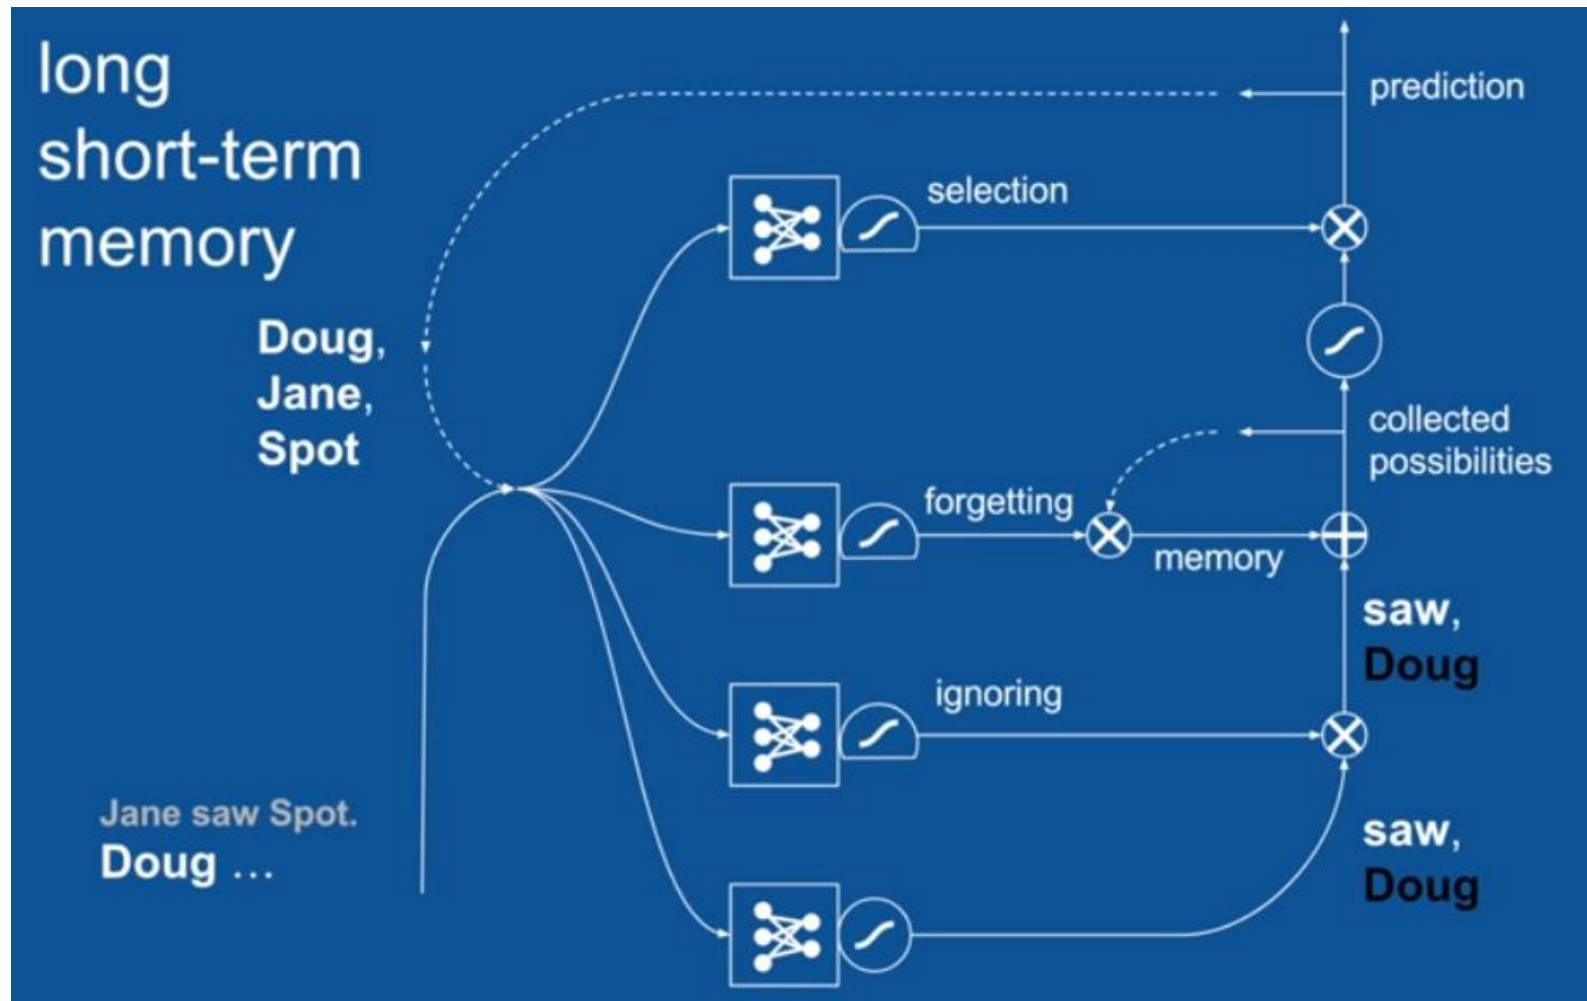 long
short-term
memory
prediction
selection
Doug,
Jane,
Spot
collected
possibilities
forgetting
memory
saw,
Doug
ignoring
Jane saw Spot.
Doug …
saw,
Doug